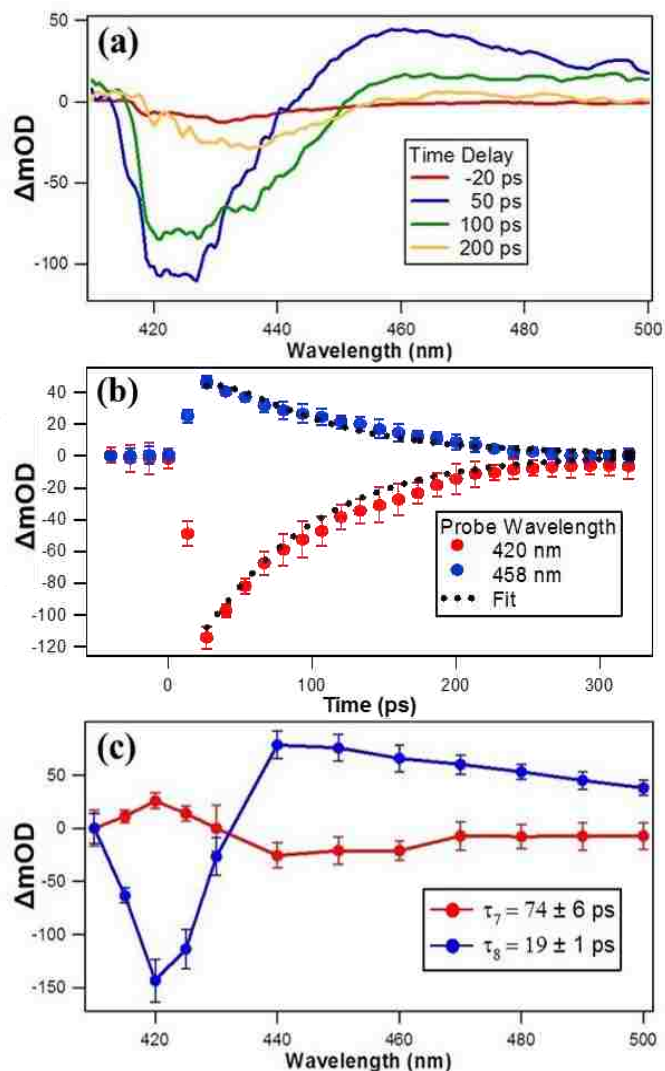 (a)
50
0
-50
-100
ΔmOD
Time Delay
-20 ps
50 ps
100 ps
200 ps
420 440 460 480 500
Wavelength (nm)
(b)
40
20
0
-20
-40
-60
-80
-100
-120
ΔmOD
Probe Wavelength
420 nm
458 nm
Fit
0 100 200 300
Time (ps)
(c)
50
0
-50
-100
-150
ΔmOD
τ7 = 74 ± 6 ps
τ8 = 19 ± 1 ps
420 440 460 480 500
Wavelength (nm)